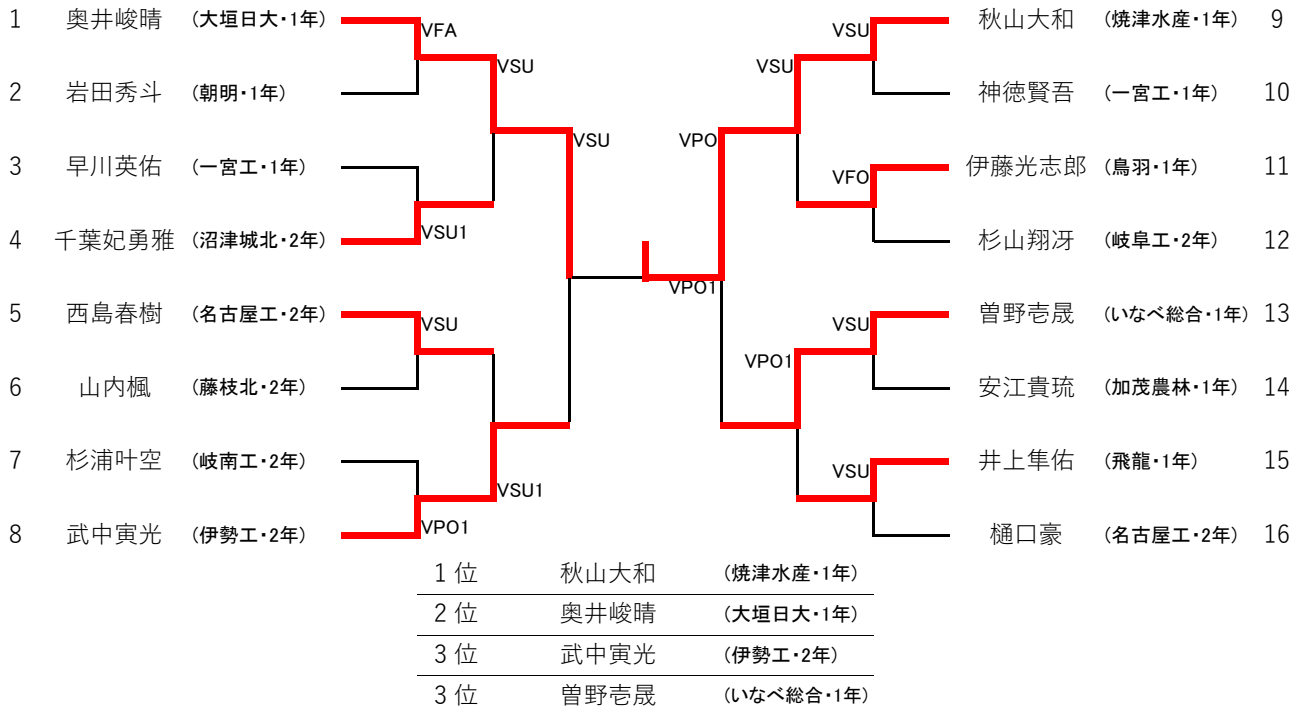 1 奥井峻晴 (大垣日大・1年) VFA VSU 秋山大和 (焼津水産・1年) 9
VSU VSU
2 岩田秀斗 (朝明・1年) 神徳賢吾 (一宮工・1年) 10
VSU VPO
3 早川英佑 (一宮工・1年) VFO 伊藤光志郎 (鳥羽・1年) 11
4 千葉妃勇雅 (沼津城北・2年) VSU1 杉山翔冴 (岐阜工・2年) 12
VPO1
5 西島春樹 (名古屋工・2年) VSU VSU 曽野壱晟 (いなべ総合・1年) 13
VPO1
6 山内楓 (藤枝北・2年) 安江貴琉 (加茂農林・1年) 14
7 杉浦叶空 (岐南工・2年) VSU 井上隼佑 (飛龍・1年) 15
VSU1
8 武中寅光 (伊勢工・2年) VPO1 樋口豪 (名古屋工・2年) 16
1位 秋山大和 (焼津水産・1年)
2位 奥井峻晴 (大垣日大・1年)
3位 武中寅光 (伊勢工・2年)
3位 曽野壱晟 (いなべ総合・1年)